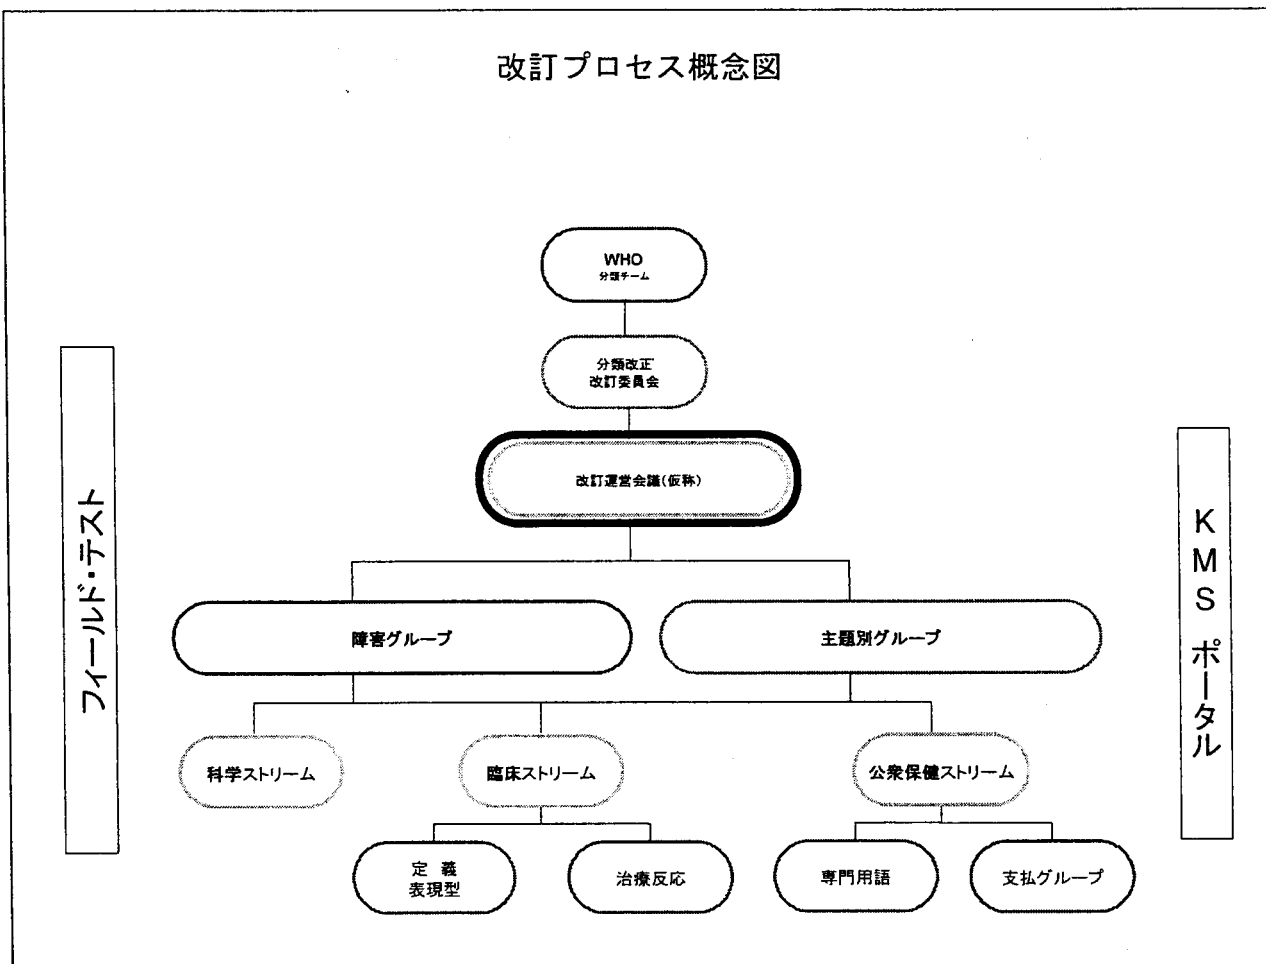 改訂プロセス概念図
WHO
分類チーム
分類改正
改訂委員会
改訂運営会議(仮称)
フィールド・テスト
KMS ポータル
障害グループ
主題別グループ
科学ストリーム
臨床ストリーム
公衆保健ストリーム
定 義
表現型
治療反応
専門用語
支払グループ